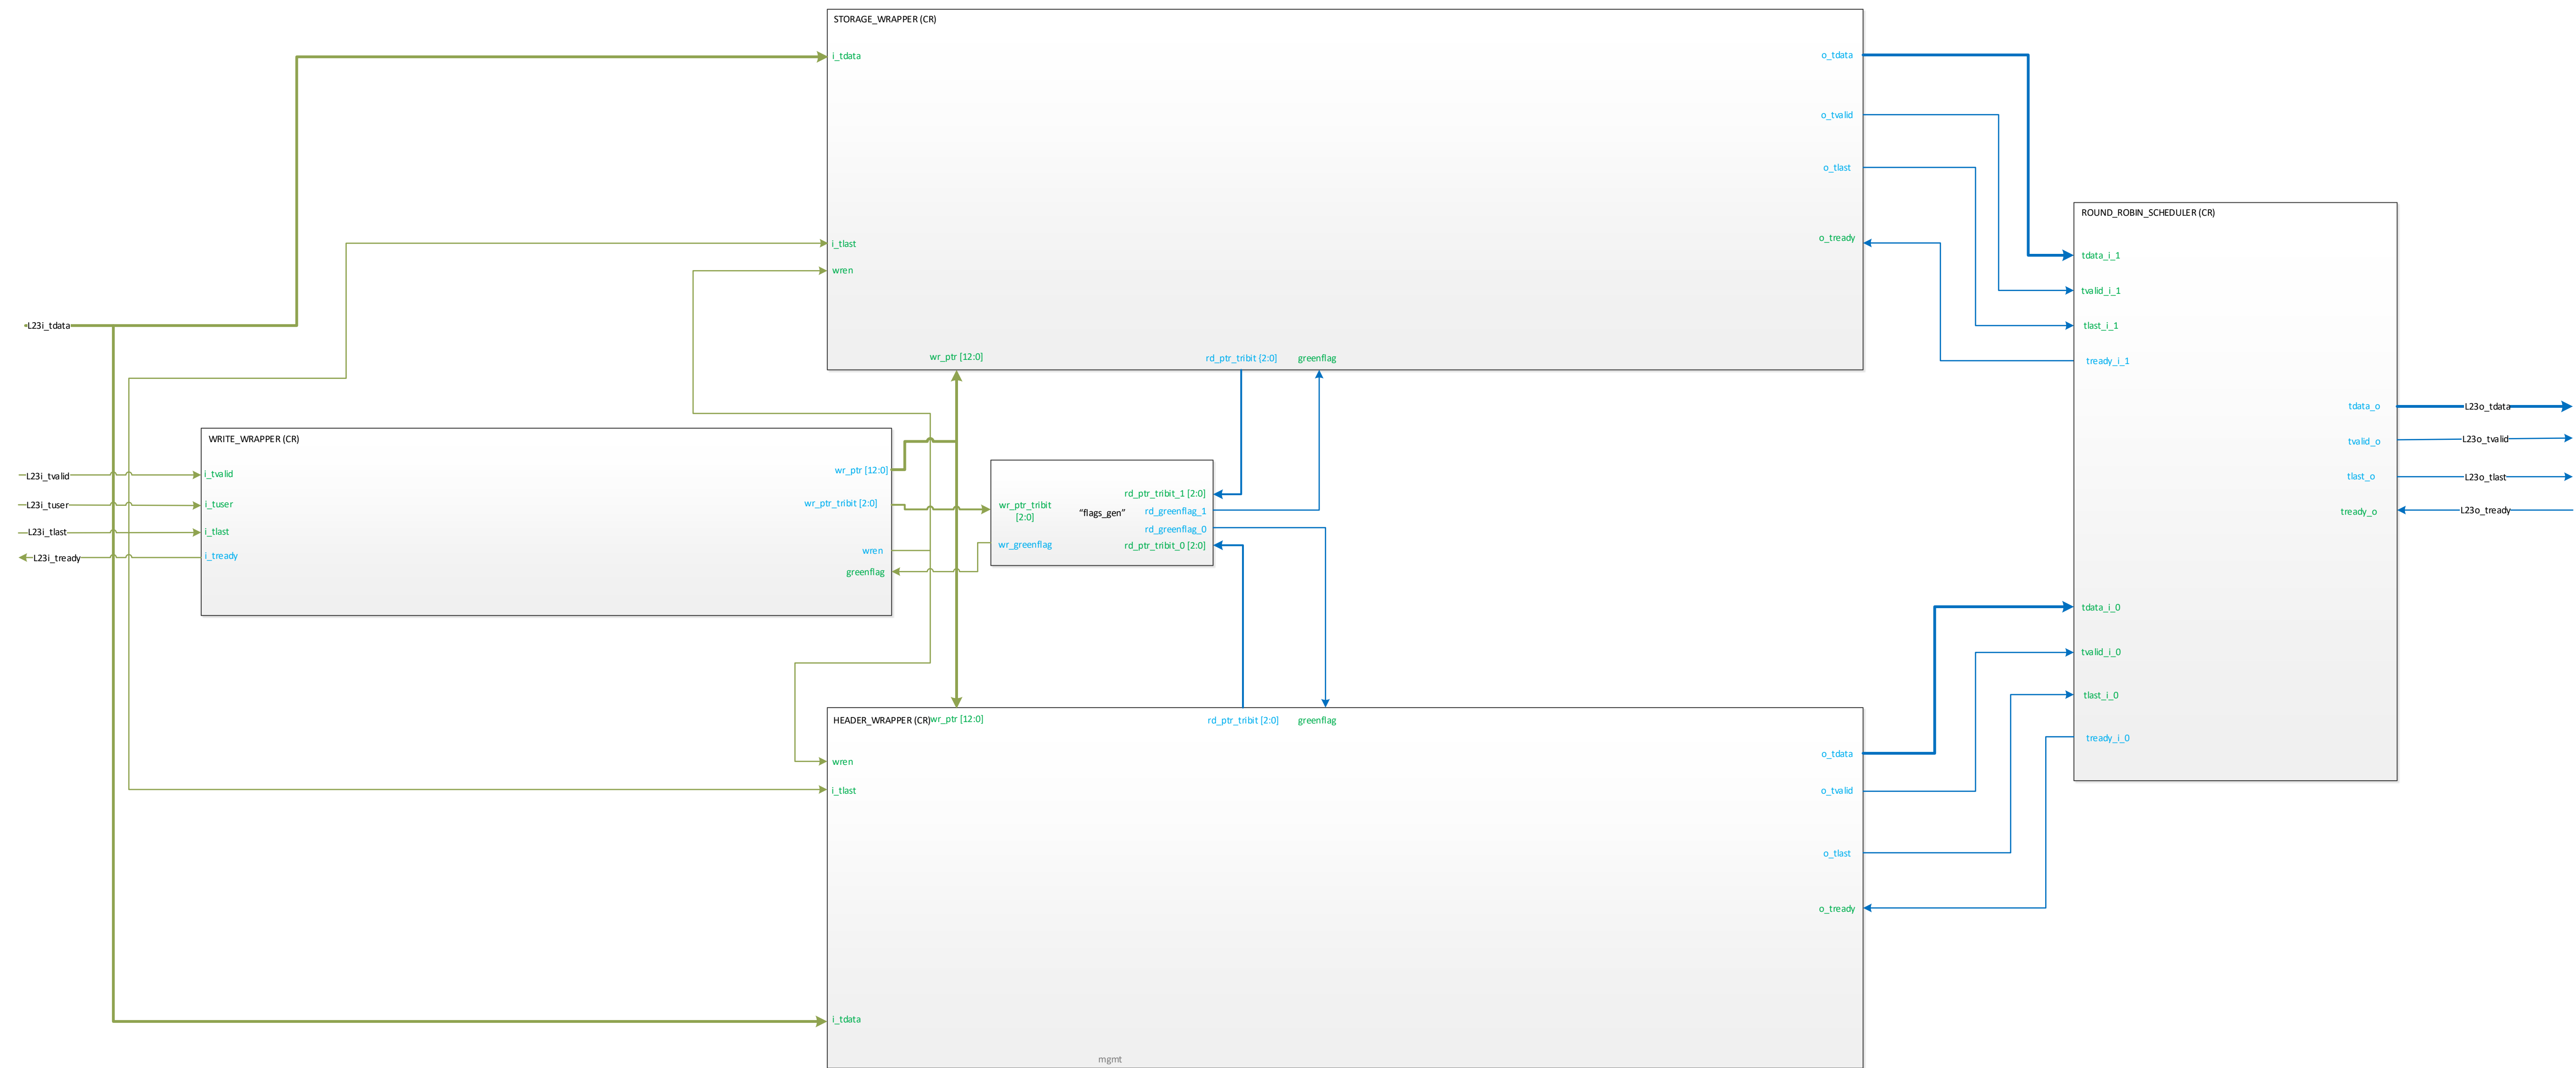 STORAGE_WRAPPER (CR)
i_tdata
o_tdata
o_tvalid
o_tlast
i_tlast
o_tready
wren
wr_ptr [12:0]
rd_ptr_tribit {2:0]
greenflag
ROUND_ROBIN_SCHEDULER (CR)
tdata_i_1
tvalid_i_1
tlast_i_1
tready_i_1
tdata_o
tvalid_o
tlast_o
tready_o
tdata_i_0
tvalid_i_0
tlast_i_0
tready_i_0
L23o_tdata
L23o_tvalid
L23o_tlast
L23o_tready
L23i_tdata
L23i_tvalid
L23i_tuser
L23i_tlast
L23i_tready
WRITE_WRAPPER (CR)
i_tvalid
i_tuser
i_tlast
i_tready
wr_ptr [12:0]
wr_ptr_tribit [2:0]
wren
greenflag
wr_ptr_tribit
[2:0]
wr_greenflag
"flags_gen"
rd_ptr_tribit_1 [2:0]
rd_greenflag_1
rd_greenflag_0
rd_ptr_tribit_0 [2:0]
HEADER_WRAPPER (CR)
wr_ptr [12:0]
rd_ptr_tribit [2:0]
greenflag
wren
i_tlast
o_tdata
o_tvalid
o_tlast
o_tready
i_tdata
mgmt